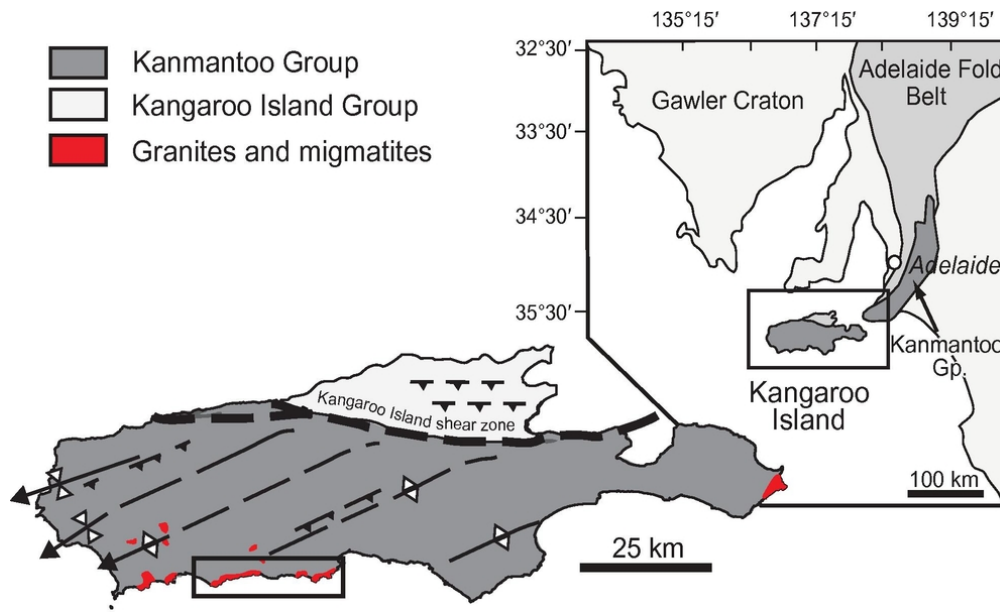 135°15′ 137°15′ 139°15′
32°30′
33°30′
34°30′
35°30′
Kanmantoo Group
Kangaroo Island Group
Granites and migmatites
Gawler Craton
Adelaide Fold
Belt
Adelaide
Kanmantoo
Gp.
Kangaroo
Island
100 km
Kangaroo Island shear zone
25 km